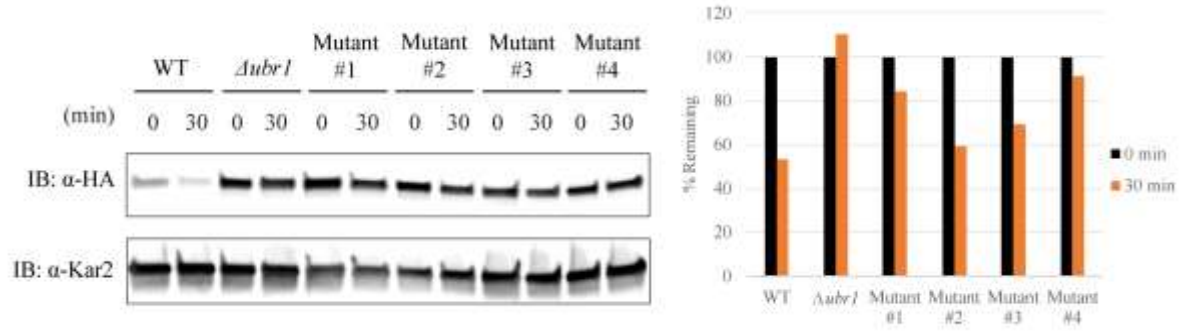 WT Δubr1 Mutant #1 Mutant #2 Mutant #3 Mutant #4
(min) 0 30 0 30 0 30 0 30 0 30 0 30
IB: α-HA
IB: α-Kar2
120
100
80
60
40
20
0
% Remaining
WT Δubr1 Mutant #1 Mutant #2 Mutant #3 Mutant #4
0 min
30 min